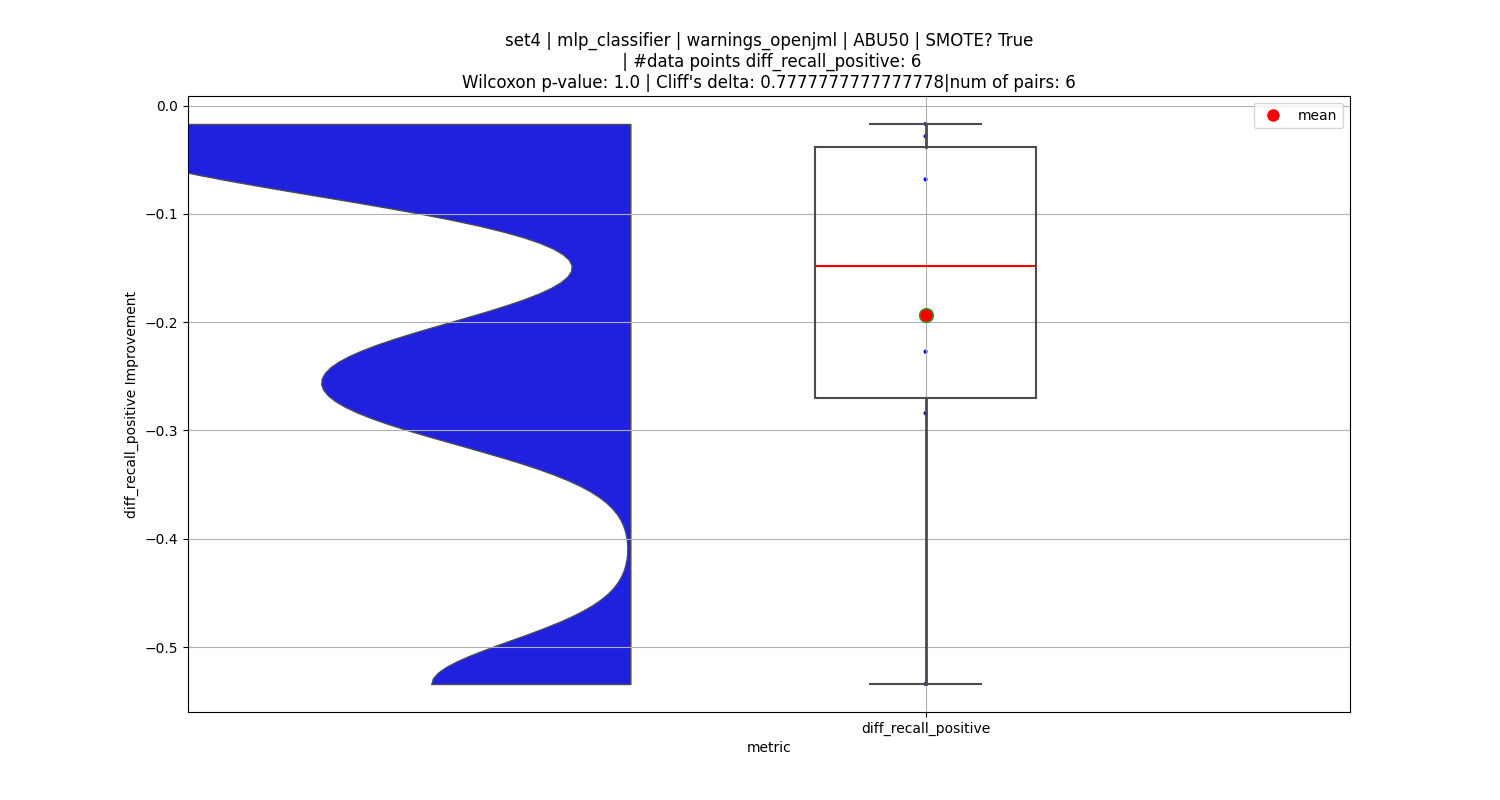 set4 | mlp_classifier | warnings_openjml | ABU50 | SMOTE? True
| #data points diff_recall_positive: 6
Wilcoxon p-value: 1.0 | Cliff's delta: 0.7777777777777778|num of pairs: 6
mean
0.0
−0.1
−0.2
−0.3
−0.4
−0.5
diff_recall_positive Improvement
diff_recall_positive
metric